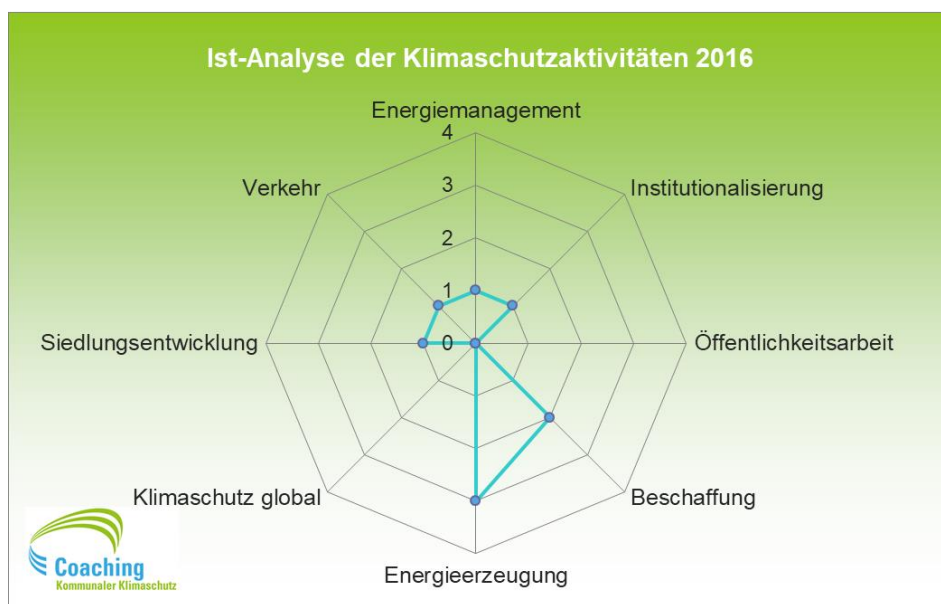 Ist-Analyse der Klimaschutzaktivitäten 2016
Energiemanagement
4
Verkehr
3
Institutionalisierung
2
1
Siedlungsentwicklung
0
Öffentlichkeitsarbeit
Klimaschutz global
Beschaffung
Energieerzeugung
Coaching
Kommunaler Klimaschutz